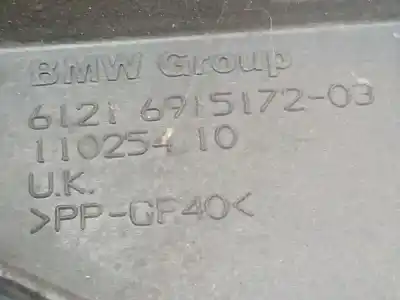 BMW Group
6121 6915172-03
110254.10
U.K.
>PP-GF40<